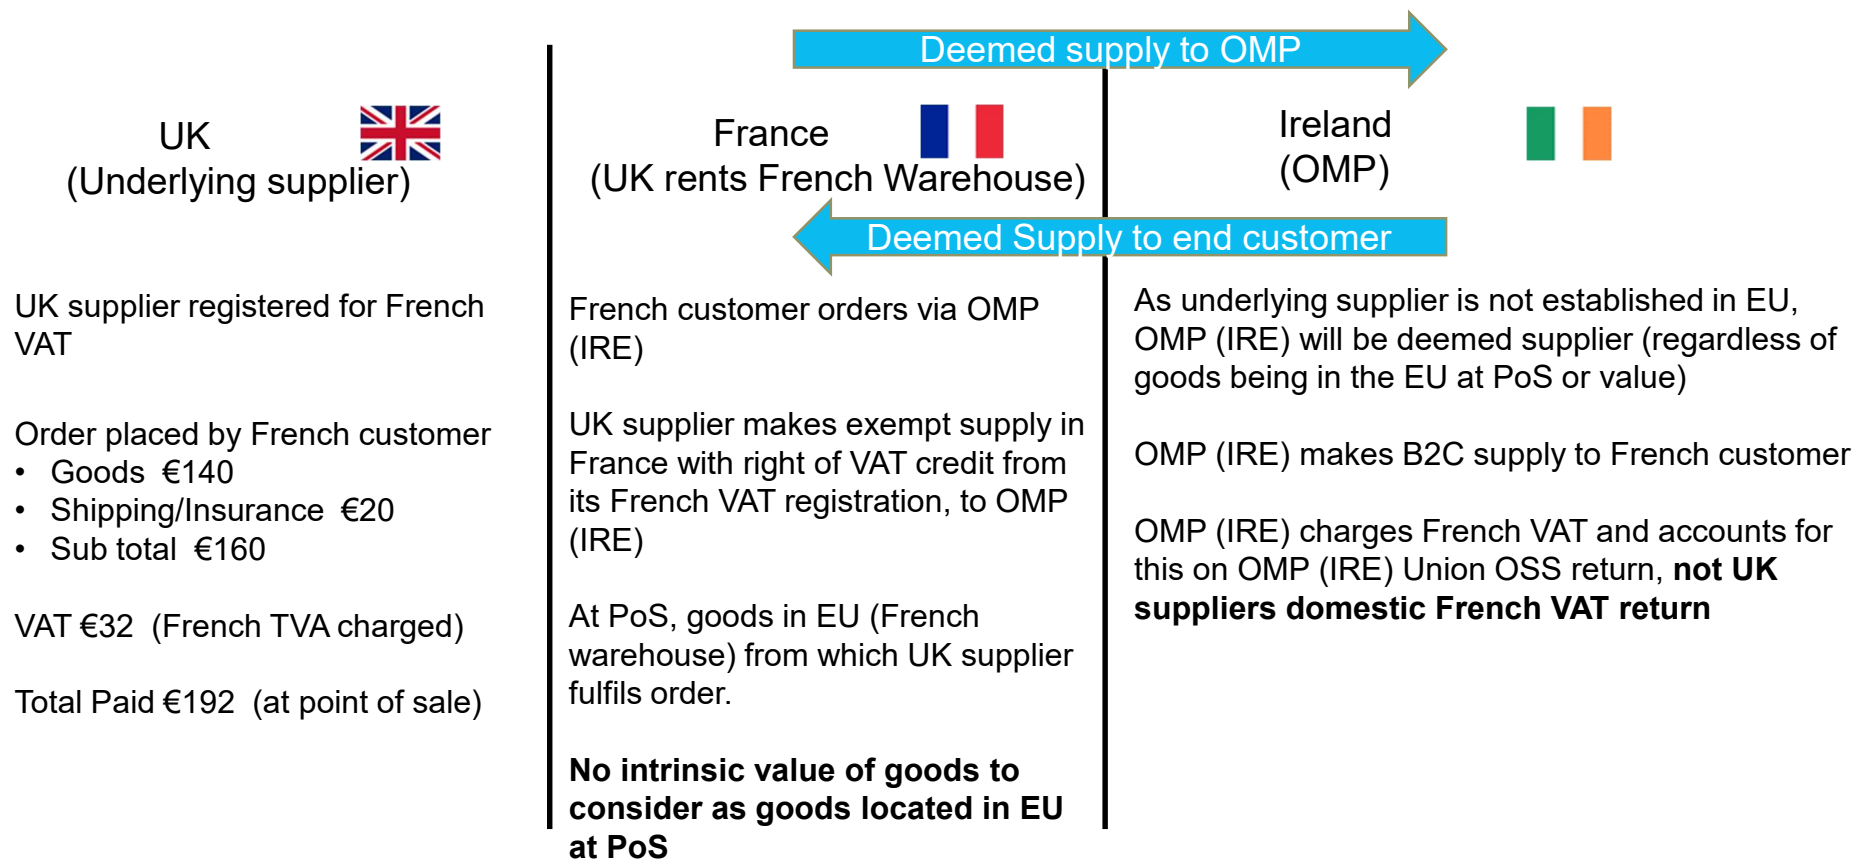 Deemed supply to OMP
UK
(Underlying supplier)
France
(UK rents French Warehouse)
Ireland
(OMP)
Deemed Supply to end customer
UK supplier registered for French
VAT
Order placed by French customer
• Goods €140
• Shipping/Insurance €20
• Sub total €160
VAT €32 (French TVA charged)
Total Paid €192 (at point of sale)
French customer orders via OMP
(IRE)
UK supplier makes exempt supply in
France with right of VAT credit from
its French VAT registration, to OMP
(IRE)
At PoS, goods in EU (French
warehouse) from which UK supplier
fulfils order.
No intrinsic value of goods to
consider as goods located in EU
at PoS
As underlying supplier is not established in EU,
OMP (IRE) will be deemed supplier (regardless of
goods being in the EU at PoS or value)
OMP (IRE) makes B2C supply to French customer
OMP (IRE) charges French VAT and accounts for
this on OMP (IRE) Union OSS return, not UK
suppliers domestic French VAT return